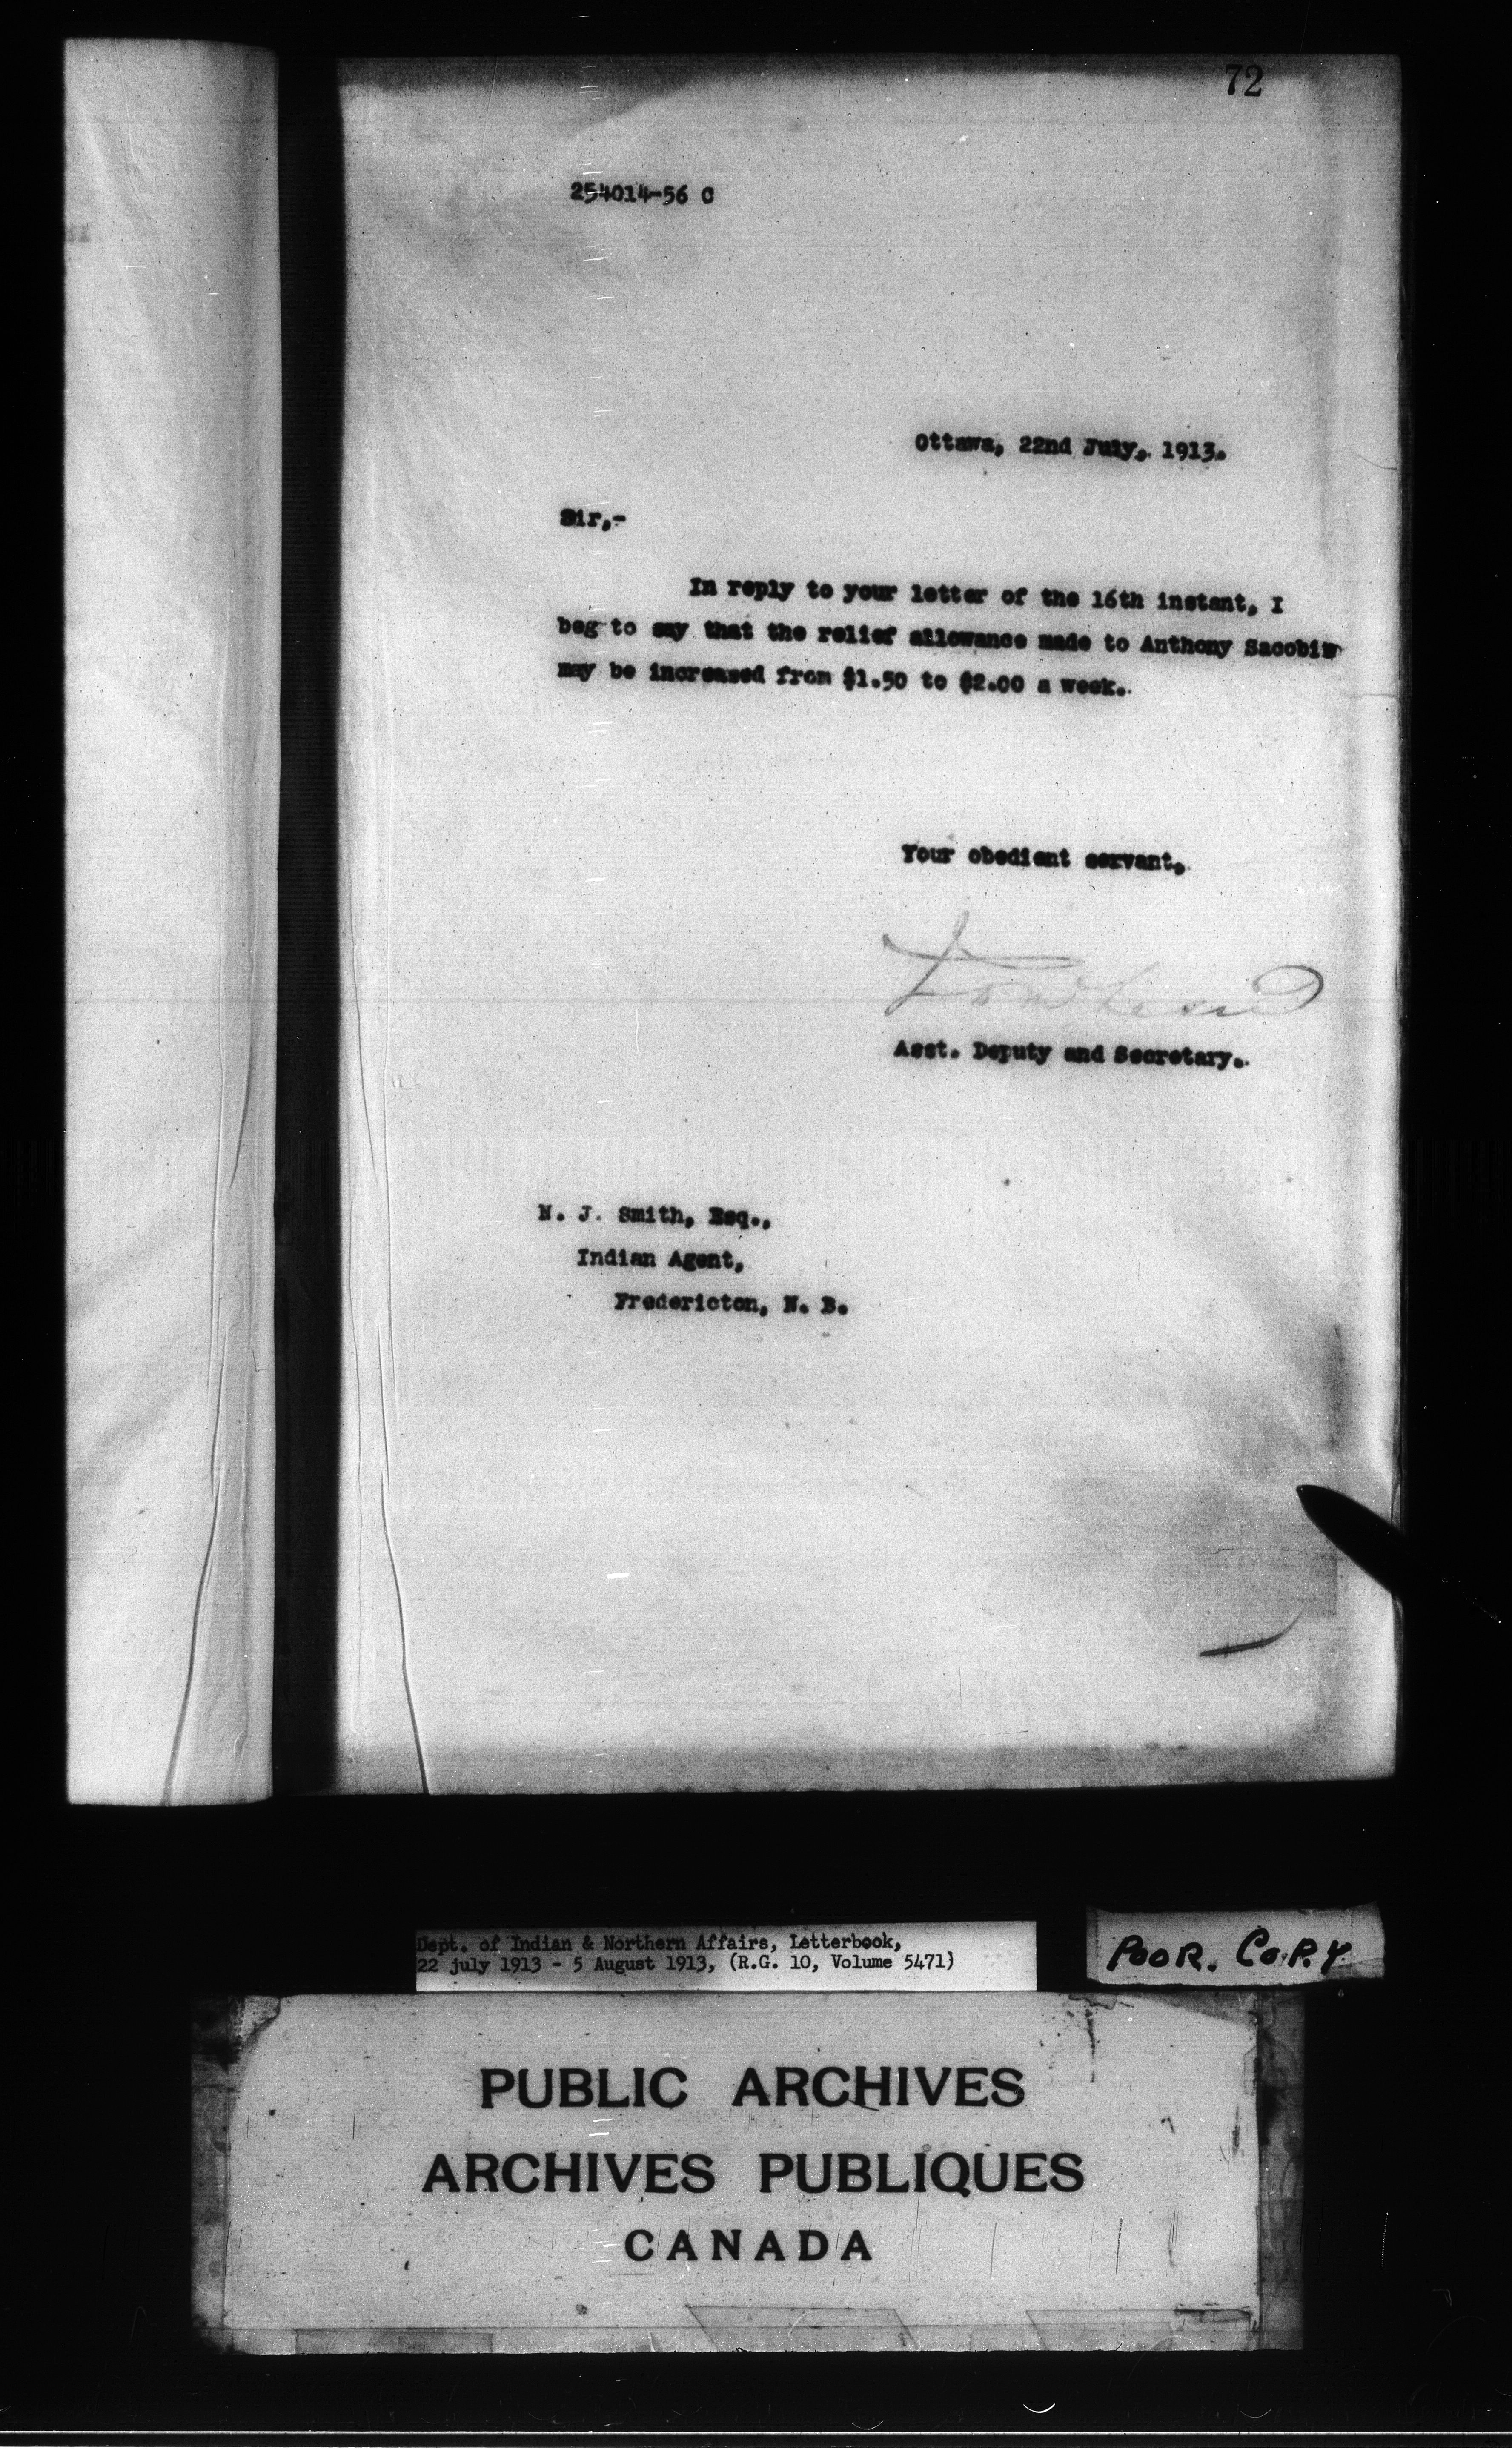 72
254014-56 C
Ottawa, 22nd July, 1913.
Sir,-
In reply to your letter of the 16th instant, I
beg to say that the relief allowance made to Anthony
may be increased from $1.50 to $2.00 a week.
Your obedient servant,
Asst. Deputy and Secretary.
N. J. Smith, Esq.,
Indian Agent,
Fredericton, N. B.
Dept. of Indian & Northern Affairs, Letterbook,
22 july 1913 - 5 August 1913, (R.G. 10, Volume 5471)
POOR. COPY
PUBLIC ARCHIVES
ARCHIVES PUBLIQUES
CANADA